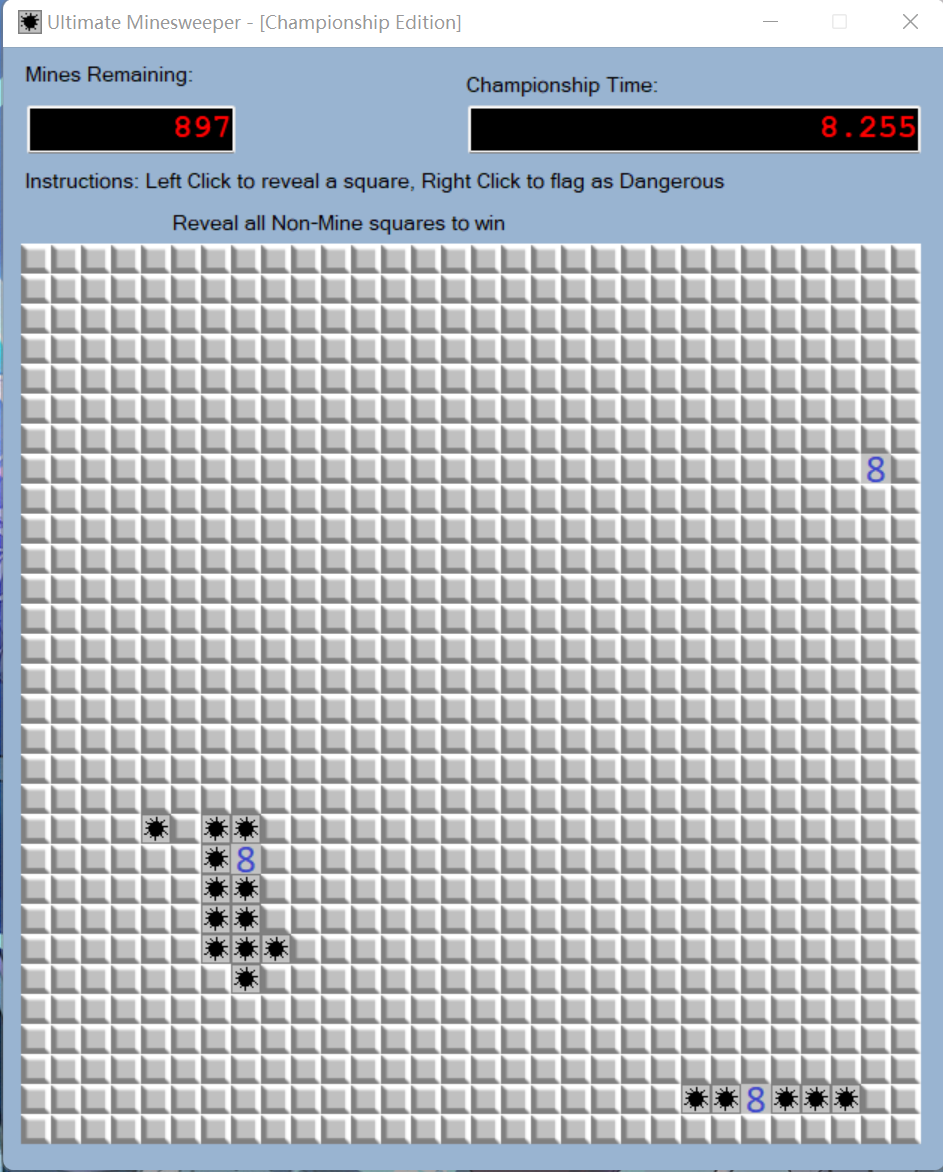 Ultimate Minesweeper - [Championship Edition]
Mines Remaining:
Championship Time:
897
8.255
Instructions: Left Click to reveal a square, Right Click to flag as Dangerous
Reveal all Non-Mine squares to win
8
8
8